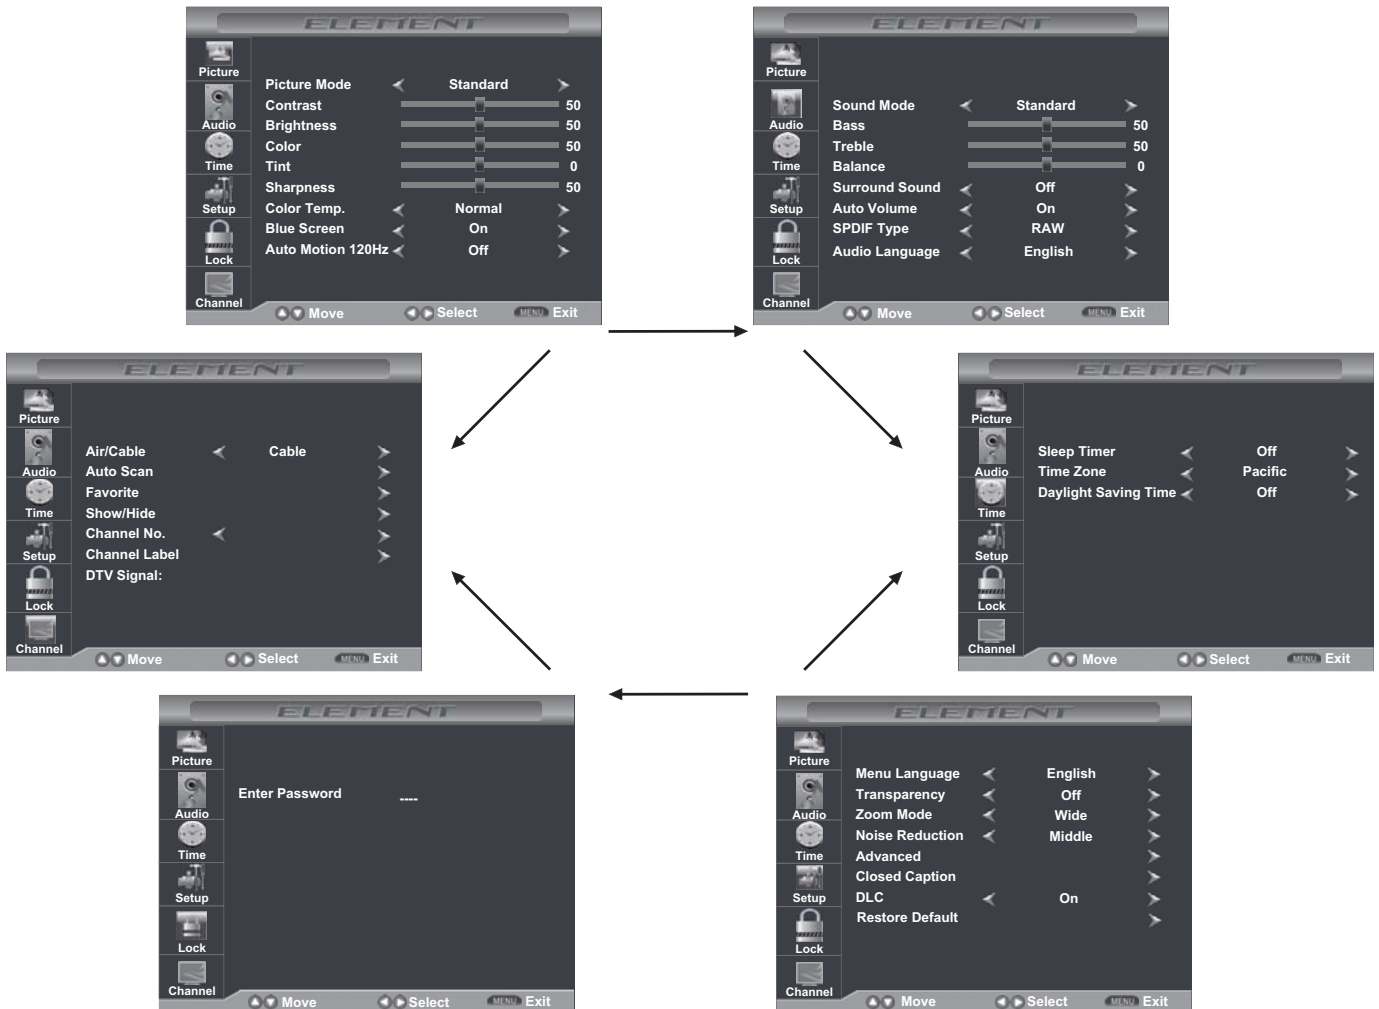 ELEMENT
Picture
Audio
Time
Setup
Lock
Channel
Picture Mode Standard
Contrast 50
Brightness 50
Color 50
Tint 0
Sharpness 50
Color Temp. Normal
Blue Screen On
Auto Motion 120Hz Off
Move Select MENU Exit
ELEMENT
Picture
Audio
Time
Setup
Lock
Channel
Sound Mode Standard
Bass 50
Treble 50
Balance 0
Surround Sound Off
Auto Volume On
SPDIF Type RAW
Audio Language English
Move Select MENU Exit
ELEMENT
Picture
Audio
Time
Setup
Lock
Channel
Air/Cable Cable
Auto Scan
Favorite
Show/Hide
Channel No.
Channel Label
DTV Signal:
Move Select MENU Exit
ELEMENT
Picture
Audio
Time
Setup
Lock
Channel
Sleep Timer Off
Time Zone Pacific
Daylight Saving Time Off
Move Select MENU Exit
ELEMENT
Picture
Audio
Time
Setup
Lock
Channel
Enter Password ----
Move Select MENU Exit
ELEMENT
Picture
Audio
Time
Setup
Lock
Channel
Menu Language English
Transparency Off
Zoom Mode Wide
Noise Reduction Middle
Advanced
Closed Caption
DLC On
Restore Default
Move Select MENU Exit